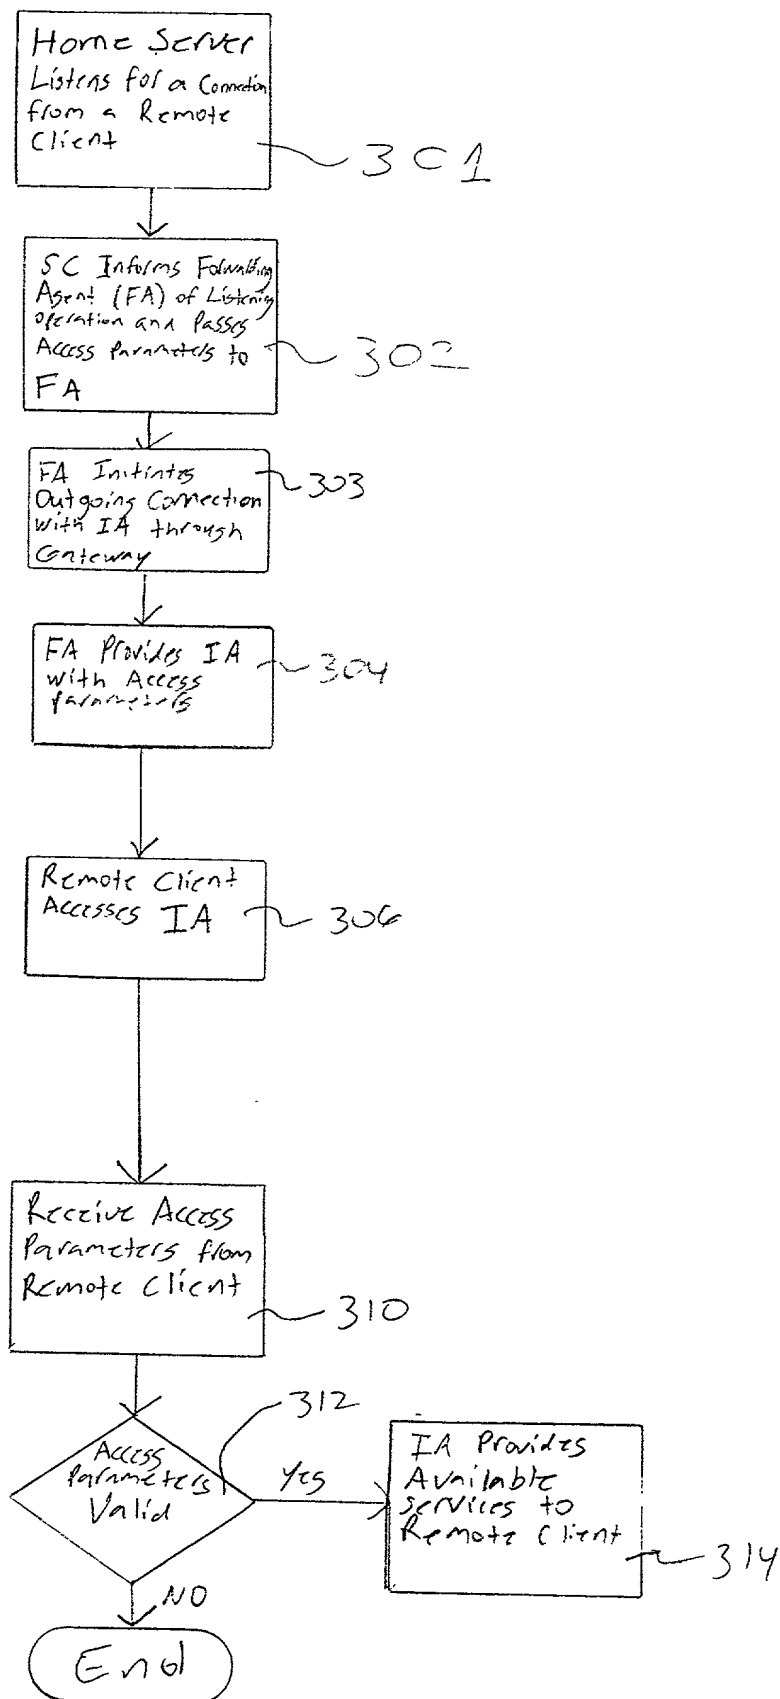 Home Server
Listens for a Connection
from a Remote
Client
301
SC Informs Forwarding
Agent (FA) of Listening
operation and Passes
Access Parameters to
FA
302
FA Initiates
Outgoing Connection
with IA through
Gateway
303
FA Provides IA
with Access
Parameters
304
Remote Client
Accesses IA
306
Receive Access
Parameters from
Remote Client
310
312
Access
Parameters
Valid
Yes
IA Provides
Available
services to
Remote Client
314
NO
End